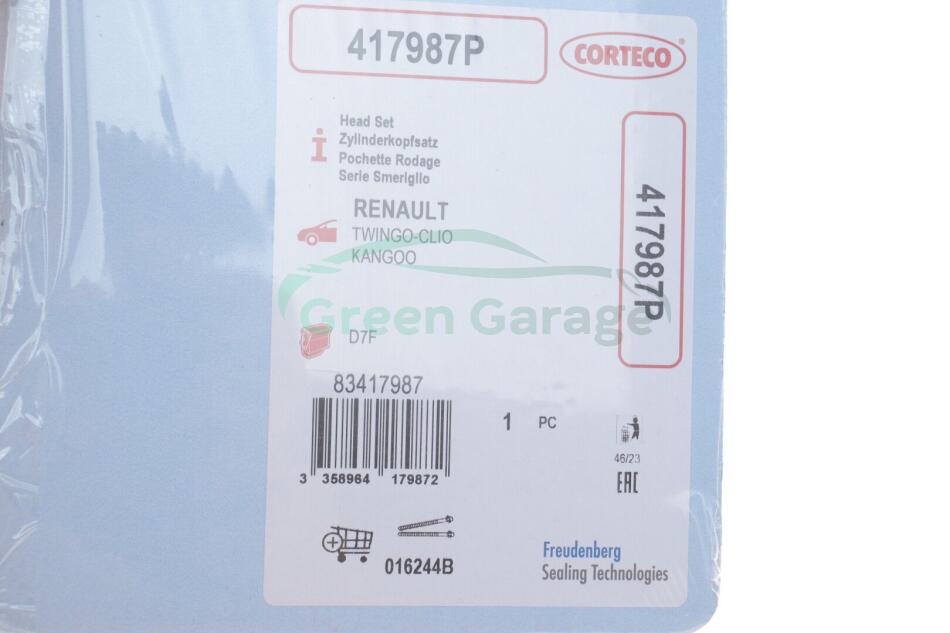 417987P
CORTECO®
Head Set
Zylinderkopfsatz
Pochette Rodage
Serie Smeriglio
417987P
RENAULT
TWINGO-CLIO
KANGOO
Green Garage
D7F
83417987
1 PC
46/23
3 358964 179872
EAC
016244B
Freudenberg
Sealing Technologies